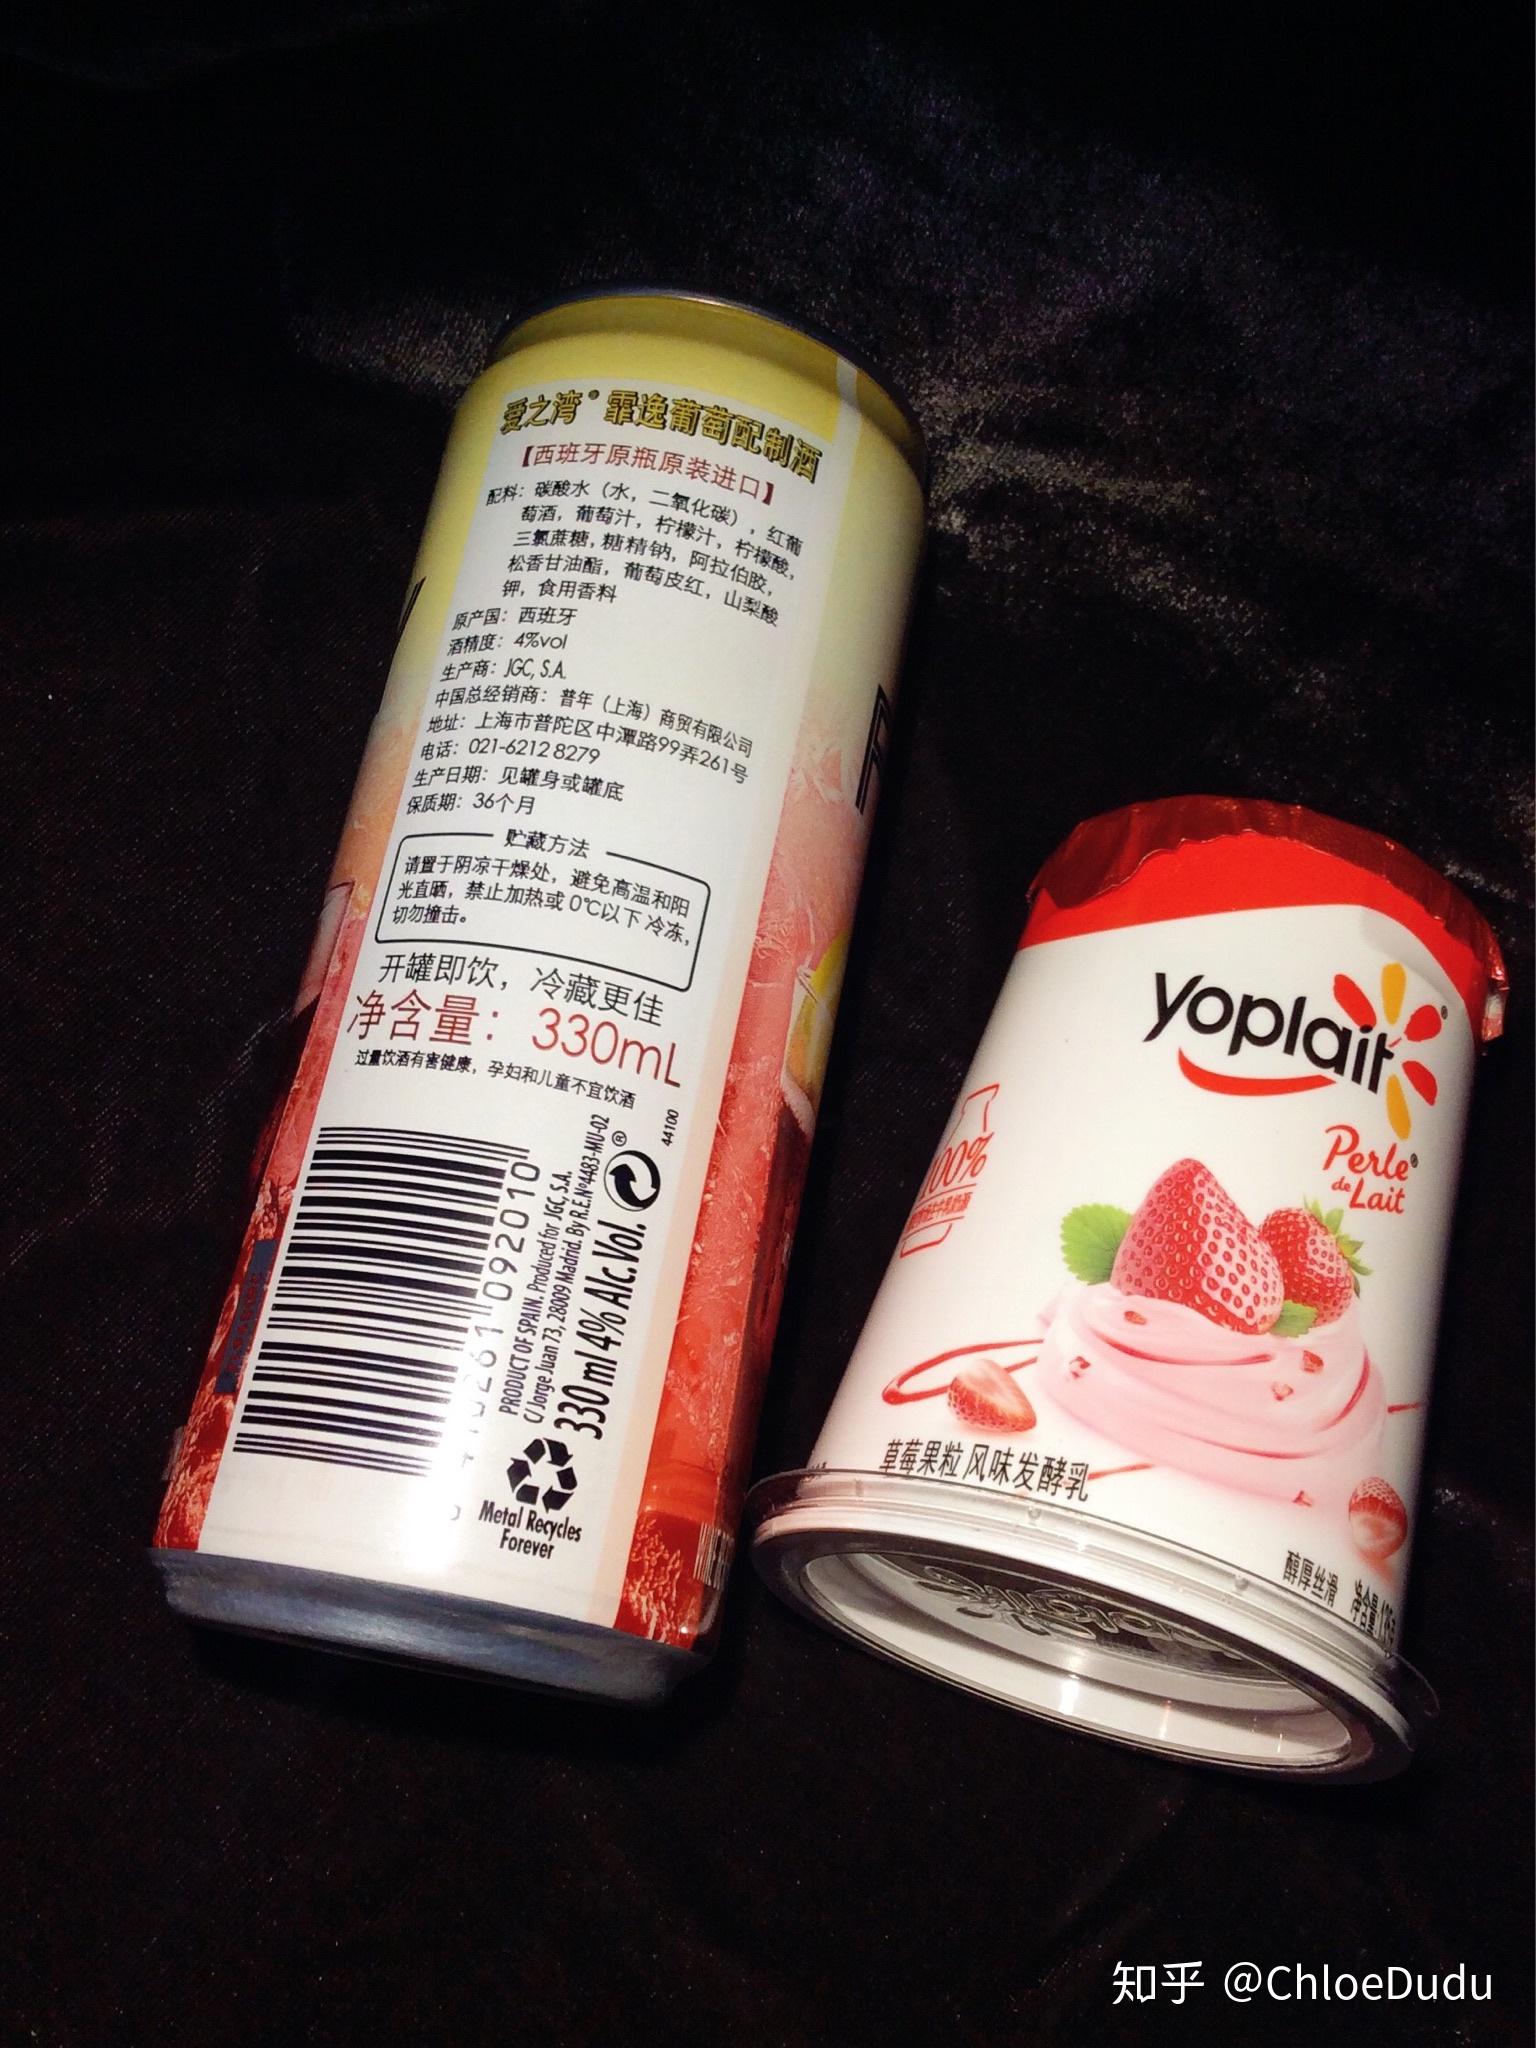 爱之湾® 霏逸葡萄配制酒
【西班牙原瓶原装进口】
配料：碳酸水（水，二氧化碳），红葡
萄酒，葡萄汁，柠檬汁，柠檬酸，
三氯蔗糖，糖精钠，阿拉伯胶，
松香甘油酯，葡萄皮红，山梨酸
钾，食用香料
原产国：西班牙
酒精度：4%vol
生产商：JGC, S.A.
中国总经销商：普年（上海）商贸有限公司
地址：上海市普陀区中潭路99弄261号
电话：021-6212 8279
生产日期：见罐身或罐底
保质期：36个月
贮藏方法
请置于阴凉干燥处，避免高温和阳
光直晒，禁止加热或0℃以下冷冻，
切勿撞击。
开罐即饮，冷藏更佳
净含量：330mL
过量饮酒有害健康，孕妇和儿童不宜饮酒
092010
PRODUCT OF SPAIN. Produced for JGC, S.A.
C/Jorge Juan 73, 28009 Madrid. By R.E.Nº4483-MU-02
330 ml 4% Alc.Vol.
®
44100
Metal Recycles
Forever
yoplait®
Perle®
de Lait
100%
草莓果粒 风味发酵乳
醇厚丝滑
净含量
知乎 @ChloeDudu